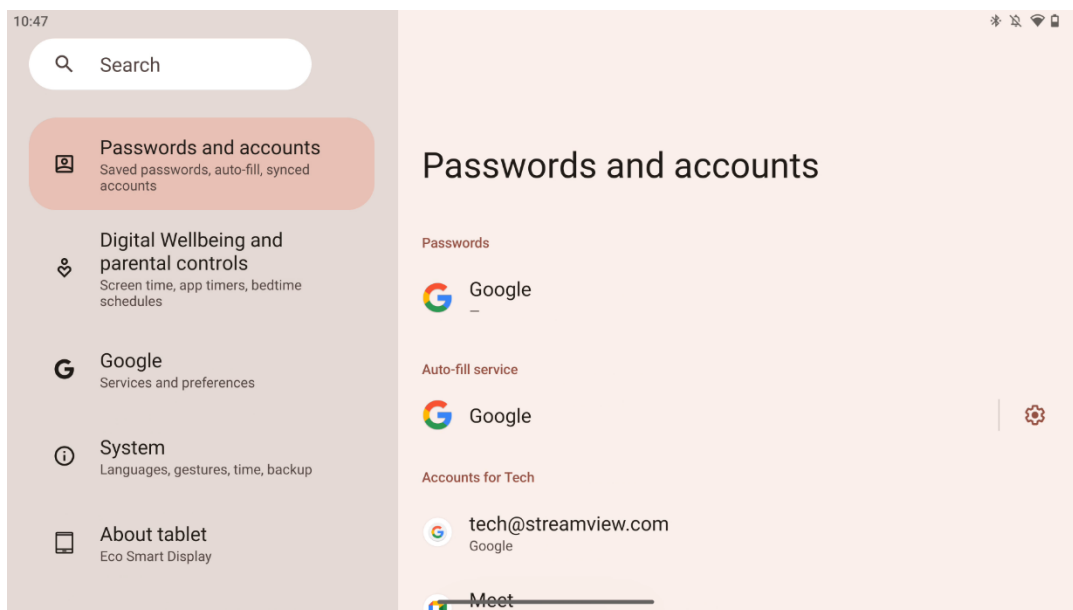 10:47
Search
Passwords and accounts
Saved passwords, auto-fill, synced
accounts
Digital Wellbeing and
parental controls
Screen time, app timers, bedtime
schedules
Google
Services and preferences
System
Languages, gestures, time, backup
About tablet
Eco Smart Display
Passwords and accounts
Passwords
Google
–
Auto-fill service
Google
Accounts for Tech
tech@streamview.com
Google
Meet